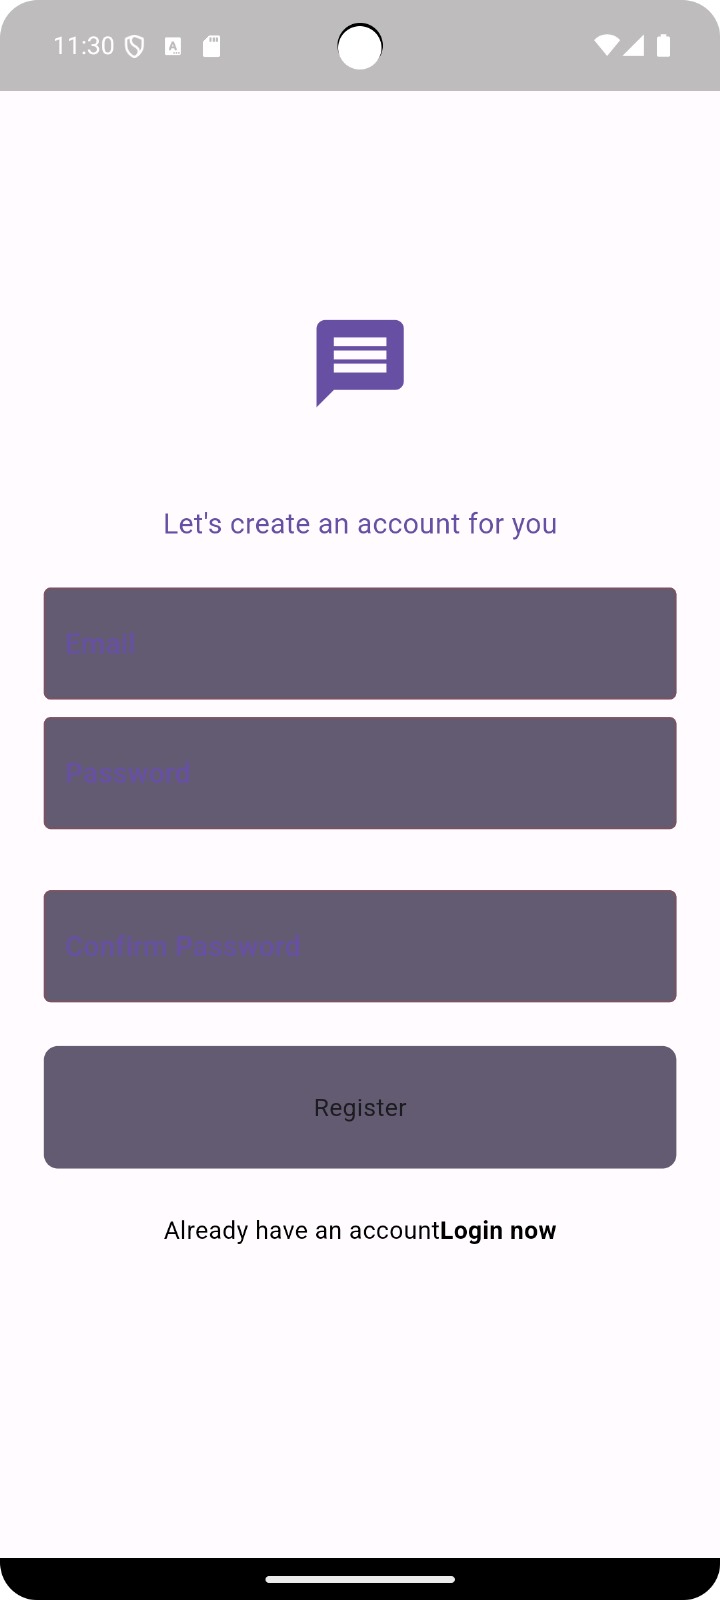 11:30
Let's create an account for you
Email
Password
Confirm Password
Register
Already have an accountLogin now